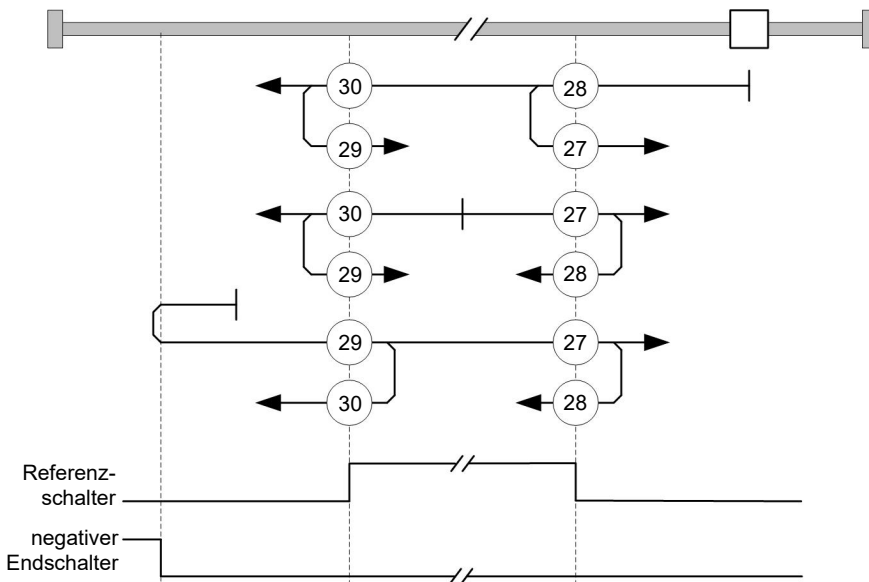 30 28
29 27
30 27
29 28
29 27
30 28
Referenz-
schalter
negativer
Endschalter